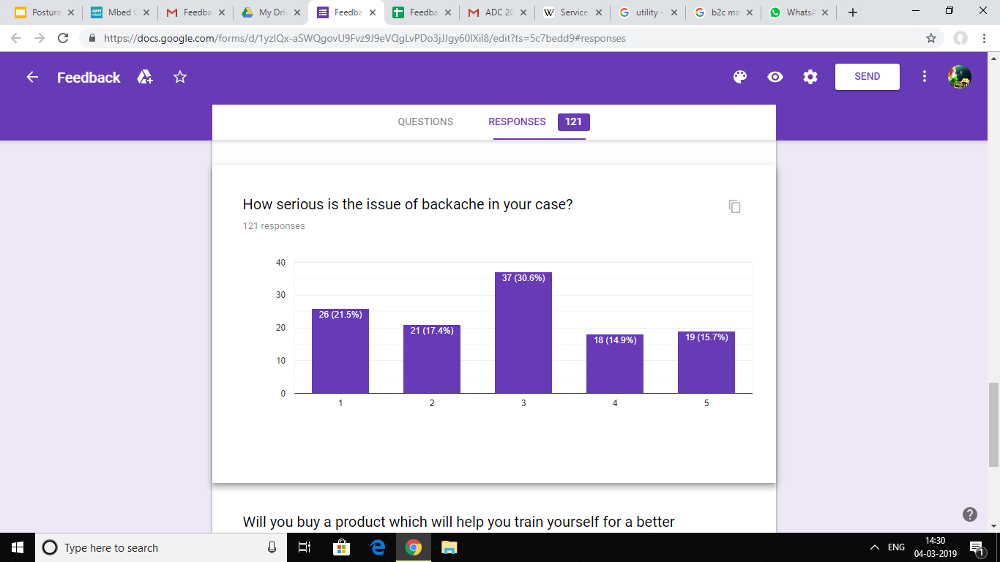 Postura
Mbed C
Feedba
My Driv
Feedba
Feedba
ADC 20
W Service
utility -
b2c ma
WhatsA
https://docs.google.com/forms/d/1yzlQx-aSWQgovU9Fvz9J9eVQgLvPDo3jJJgy60lXil8/edit?ts=5c7bedd9#responses
Feedback
SEND
QUESTIONS RESPONSES 121
How serious is the issue of backache in your case?
121 responses
40
30
20
10
0
26 (21.5%)
21 (17.4%)
37 (30.6%)
18 (14.9%)
19 (15.7%)
1 2 3 4 5
Will you buy a product which will help you train yourself for a better
Type here to search
ENG
14:30
04-03-2019
1